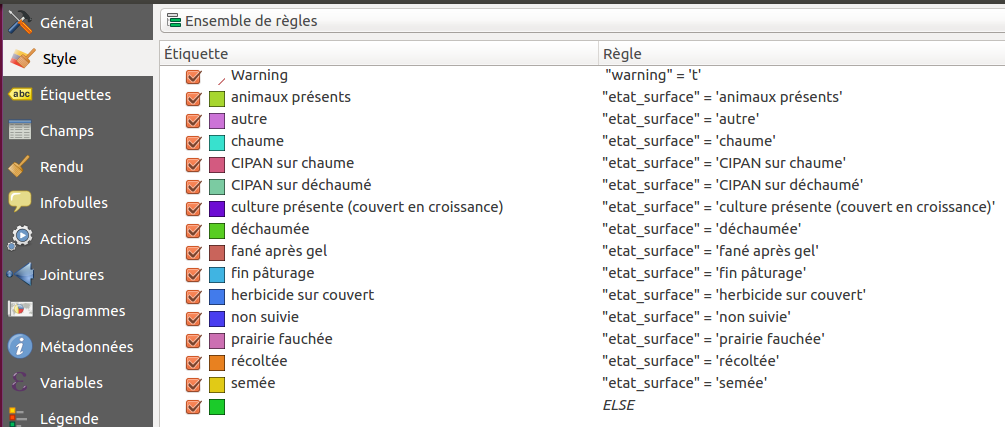 Général
Style
abc Étiquettes
Champs
Rendu
Infobulles
Actions
Jointures
Diagrammes
Métadonnées
Variables
Légende
Ensemble de règles
Étiquette Règle
Warning "warning" = 't'
animaux présents "etat_surface" = 'animaux présents'
autre "etat_surface" = 'autre'
chaume "etat_surface" = 'chaume'
CIPAN sur chaume "etat_surface" = 'CIPAN sur chaume'
CIPAN sur déchaumé "etat_surface" = 'CIPAN sur déchaumé'
culture présente (couvert en croissance) "etat_surface" = 'culture présente (couvert en croissance)'
déchaumée "etat_surface" = 'déchaumée'
fané après gel "etat_surface" = 'fané après gel'
fin pâturage "etat_surface" = 'fin pâturage'
herbicide sur couvert "etat_surface" = 'herbicide sur couvert'
non suivie "etat_surface" = 'non suivie'
prairie fauchée "etat_surface" = 'prairie fauchée'
récoltée "etat_surface" = 'récoltée'
semée "etat_surface" = 'semée'
ELSE